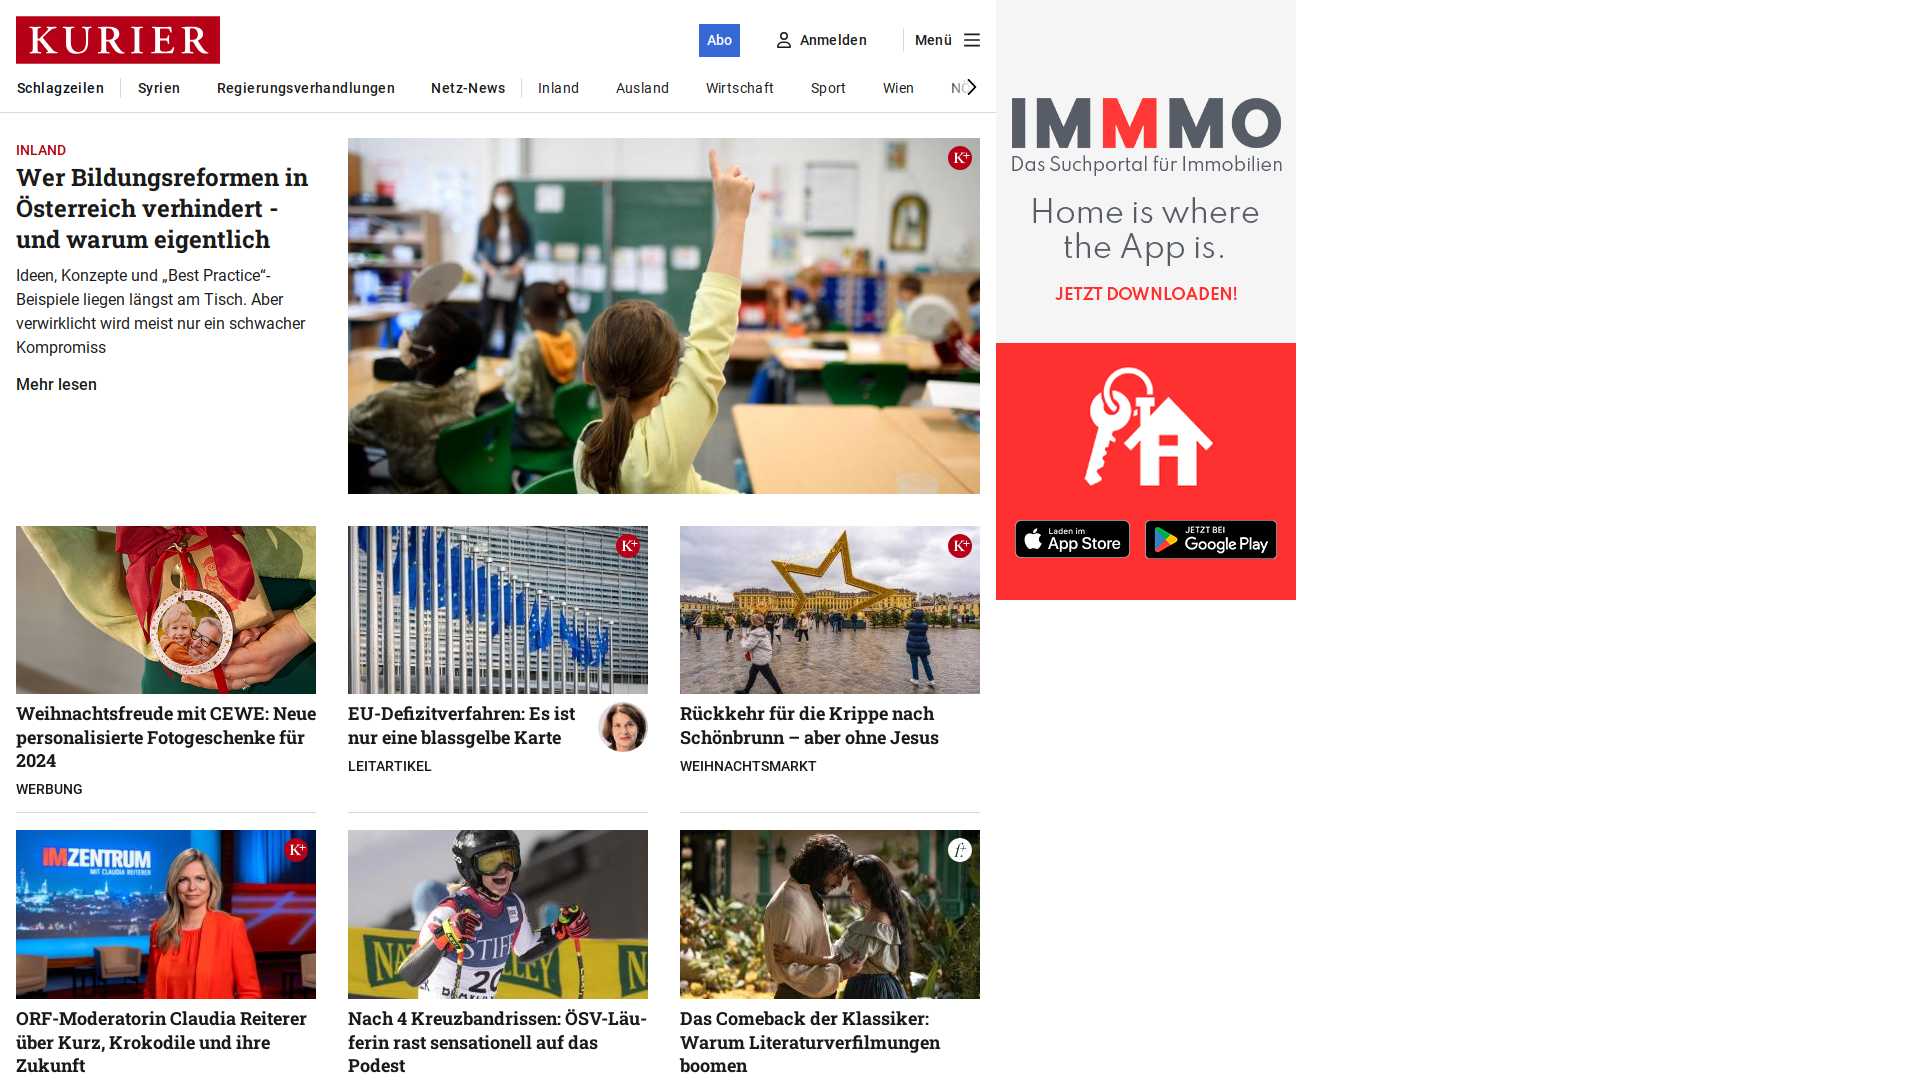 KURIER
Abo
Anmelden
Menü
Schlagzeilen
Syrien
Regierungsverhandlungen
Netz-News
Inland
Ausland
Wirtschaft
Sport
Wien
NÖ
INLAND
Wer Bildungsreformen in
Österreich verhindert -
und warum eigentlich
Ideen, Konzepte und „Best Practice“-
Beispiele liegen längst am Tisch. Aber
verwirklicht wird meist nur ein schwacher
Kompromiss
Mehr lesen
K+
IMMMO
Das Suchportal für Immobilien
Home is where
the App is.
JETZT DOWNLOADEN!
Laden im
App Store
JETZT BEI
Google Play
Weihnachtsfreude mit CEWE: Neue
personalisierte Fotogeschenke für
2024
WERBUNG
K+
EU-Defizitverfahren: Es ist
nur eine blassgelbe Karte
LEITARTIKEL
K+
Rückkehr für die Krippe nach
Schönbrunn – aber ohne Jesus
WEIHNACHTSMARKT
IMZENTRUM
MIT CLAUDIA REITERER
K+
ORF-Moderatorin Claudia Reiterer
über Kurz, Krokodile und ihre
Zukunft
STIFEL
20
Nach 4 Kreuzbandrissen: ÖSV-Läu-
ferin rast sensationell auf das
Podest
f+
Das Comeback der Klassiker:
Warum Literaturverfilmungen
boomen